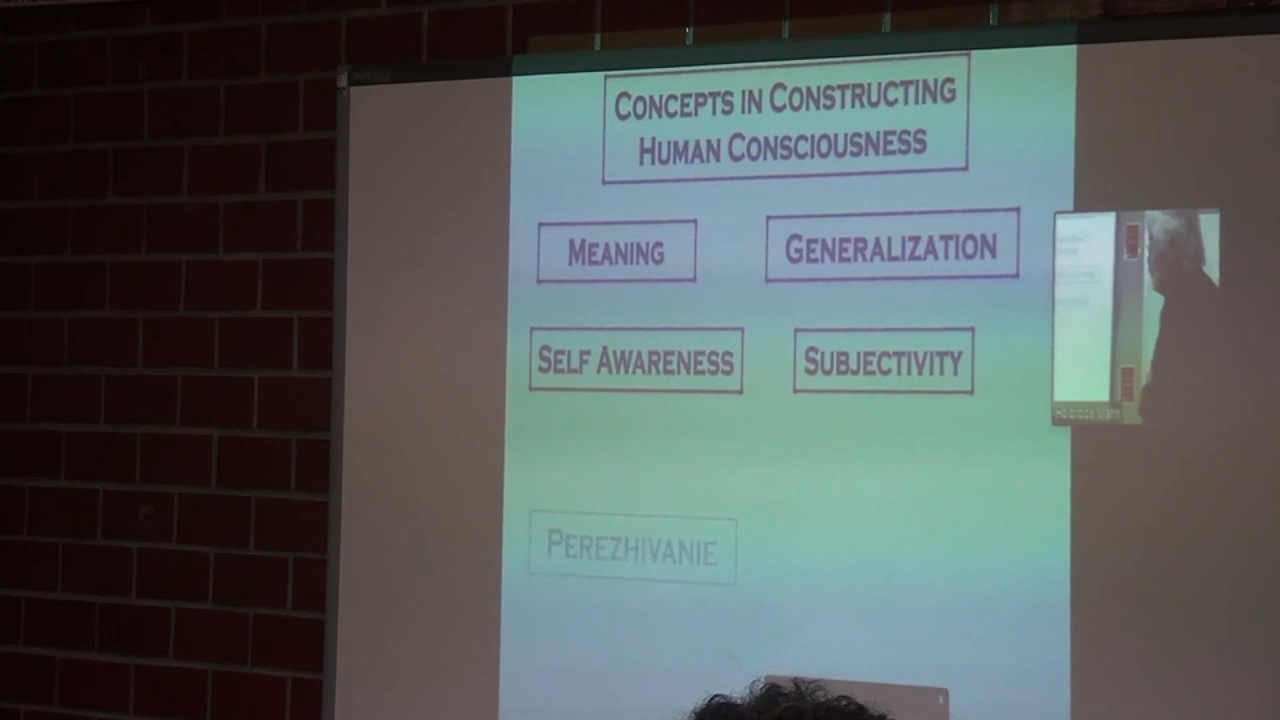 CONCEPTS IN CONSTRUCTING
HUMAN CONSCIOUSNESS
MEANING
GENERALIZATION
SELF AWARENESS
SUBJECTIVITY
PEREZHIVANIE